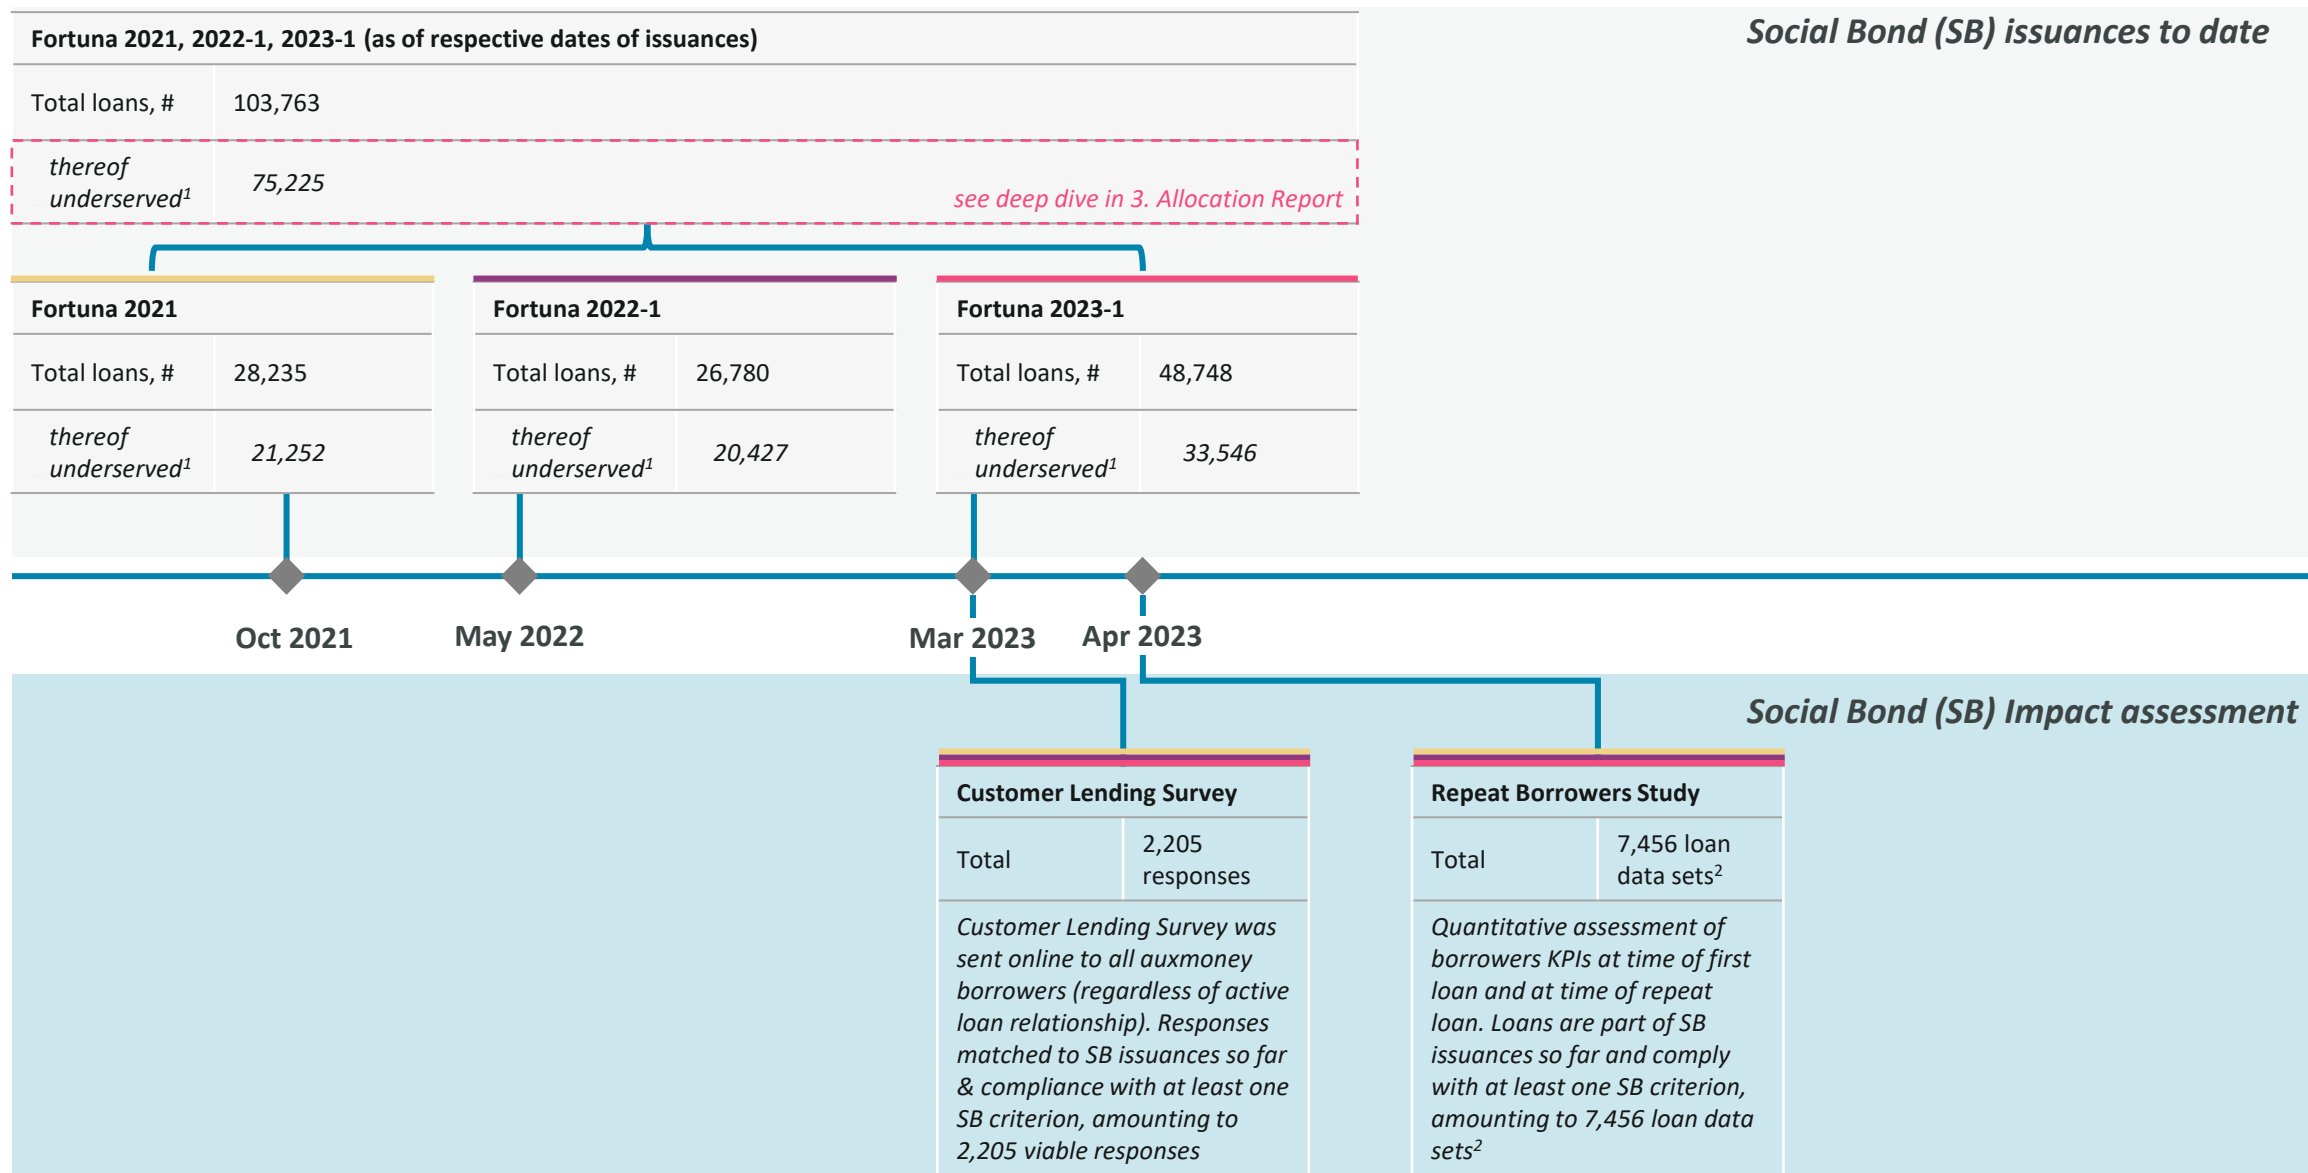 Social Bond (SB) issuances to date
Fortuna 2021, 2022-1, 2023-1 (as of respective dates of issuances)
Total loans, # 103,763
thereof
underserved¹ 75,225
see deep dive in 3. Allocation Report
Fortuna 2021
Total loans, # 28,235
thereof
underserved¹ 21,252
Fortuna 2022-1
Total loans, # 26,780
thereof
underserved¹ 20,427
Fortuna 2023-1
Total loans, # 48,748
thereof
underserved¹ 33,546
Oct 2021
May 2022
Mar 2023
Apr 2023
Social Bond (SB) Impact assessment
Customer Lending Survey
Total 2,205
responses
Customer Lending Survey was
sent online to all auxmoney
borrowers (regardless of active
loan relationship). Responses
matched to SB issuances so far
& compliance with at least one
SB criterion, amounting to
2,205 viable responses
Repeat Borrowers Study
Total 7,456 loan
data sets²
Quantitative assessment of
borrowers KPIs at time of first
loan and at time of repeat
loan. Loans are part of SB
issuances so far and comply
with at least one SB criterion,
amounting to 7,456 loan data
sets²